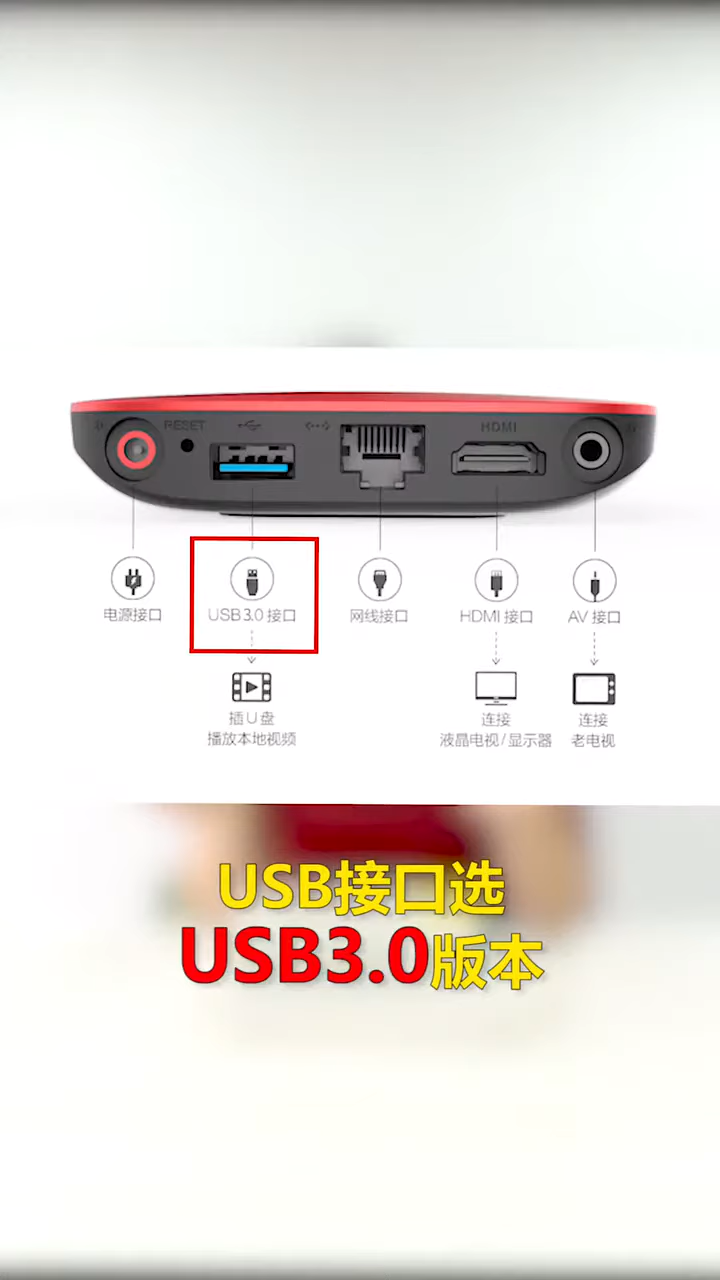 RESET
HDMI
电源接口
USB3.0 接口
网线接口
HDMI 接口
AV 接口
插U盘
播放本地视频
连接
液晶电视/显示器
连接
老电视
USB接口选
USB3.0版本